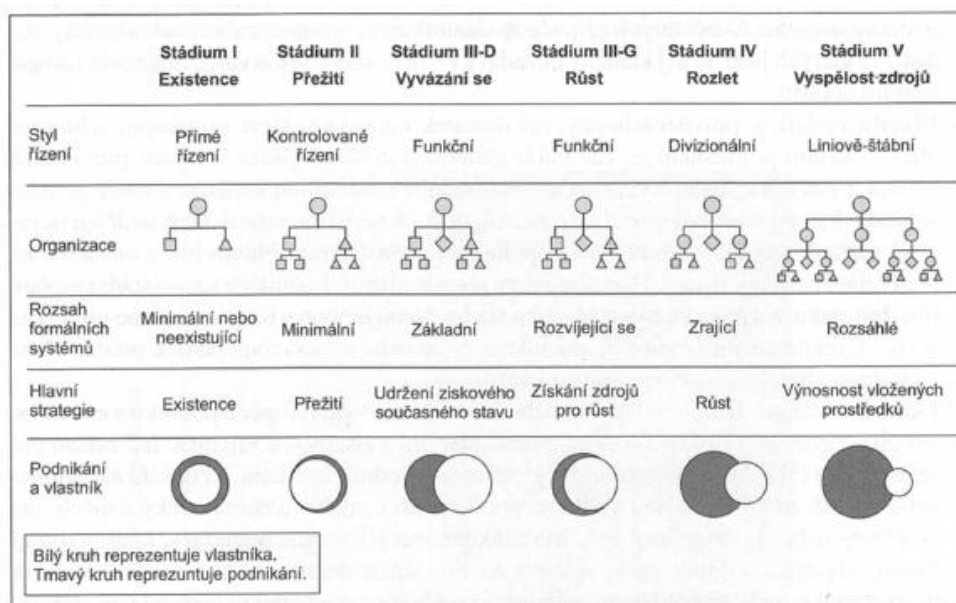 Stádium I Stádium II Stádium III-D Stádium III-G Stádium IV Stádium V
Existence Přežití Vyvázání se Růst Rozlet Vyspělost zdrojů
Styl Přímé Kontrolované Funkční Funkční Divizionální Liniově-štábní
řízení řízení řízení
Organizace
Rozsah
formálních Minimální nebo Minimální Základní Rozvíjející se Zrající Rozsáhlé
systémů neexistující
Hlavní Existence Přežití Udržení ziskového Získání zdrojů Růst Výnosnost vložených
strategie současného stavu pro růst prostředků
Podnikání
a vlastník
Bílý kruh reprezentuje vlastníka.
Tmavý kruh reprezuntuje podnikání.